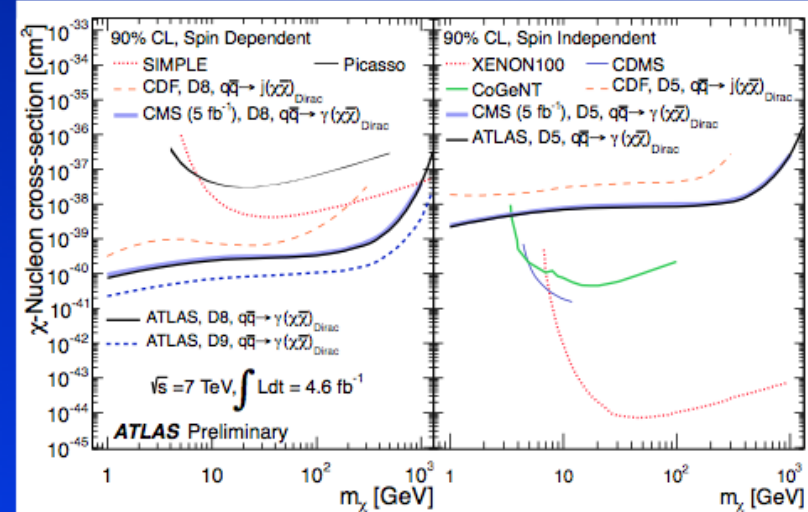 χ-Nucleon cross-section [cm²]
10⁻³³
10⁻³⁴
10⁻³⁵
10⁻³⁶
10⁻³⁷
10⁻³⁸
10⁻³⁹
10⁻⁴⁰
10⁻⁴¹
10⁻⁴²
10⁻⁴³
10⁻⁴⁴
10⁻⁴⁵
90% CL, Spin Dependent
SIMPLE Picasso
CDF, D8, qq̅→ j(χχ̅)Dirac
CMS (5 fb⁻¹), D8, qq̅→ γ(χχ̅)Dirac
ATLAS, D8, qq̅→ γ(χχ̅)Dirac
ATLAS, D9, qq̅→ γ(χχ̅)Dirac
√s =7 TeV, ∫ Ldt = 4.6 fb⁻¹
ATLAS Preliminary
1 10 10² 10³
mχ [GeV]
90% CL, Spin Independent
XENON100 CDMS
CoGeNT CDF, D5, qq̅→ j(χχ̅)Dirac
CMS (5 fb⁻¹), D5, qq̅→ γ(χχ̅)Dirac
ATLAS, D5, qq̅→ γ(χχ̅)Dirac
1 10 10² 10³
mχ [GeV]